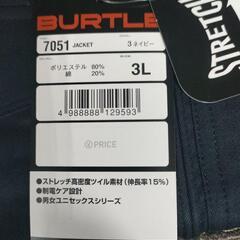 BURTLE
7051 JACKET
3 ネイビー
ポリエステル 80%
綿 20%
3L
4 988888 129593
PRICE
●ストレッチ高密度ツイル素材(伸長率15%)
●制電ケア設計
●男女ユニセックスシリーズ
STRETCH